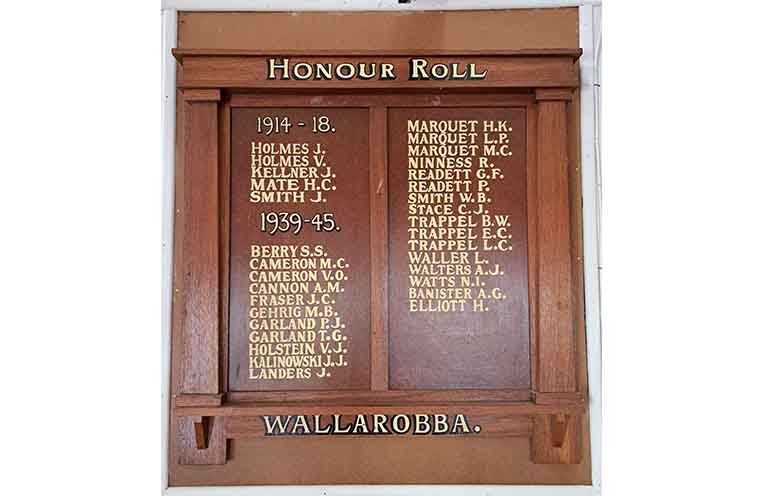 HONOUR ROLL
1914 - 18.
HOLMES J.
HOLMES V.
KELLNER J.
MATE H.C.
SMITH J.
1939-45.
BERRY S.S.
CAMERON M.C.
CAMERON V.O.
CANNON A.M.
FRASER J.C.
GEHRIG M.B.
GARLAND P.J.
GARLAND T.G.
HOLSTEIN V.J.
KALINOWSKI J.J.
LANDERS J.
MARQUET H.K.
MARQUET L.P.
MARQUET M.C.
NINNESS R.
READETT G.F.
READETT P.
SMITH W.B.
STACE C.J.
TRAPPEL B.W.
TRAPPEL E.C.
TRAPPEL L.C.
WALLER L.
WALTERS A.J.
WATTS N.I.
BANISTER A.G.
ELLIOTT H.
WALLAROBBA.